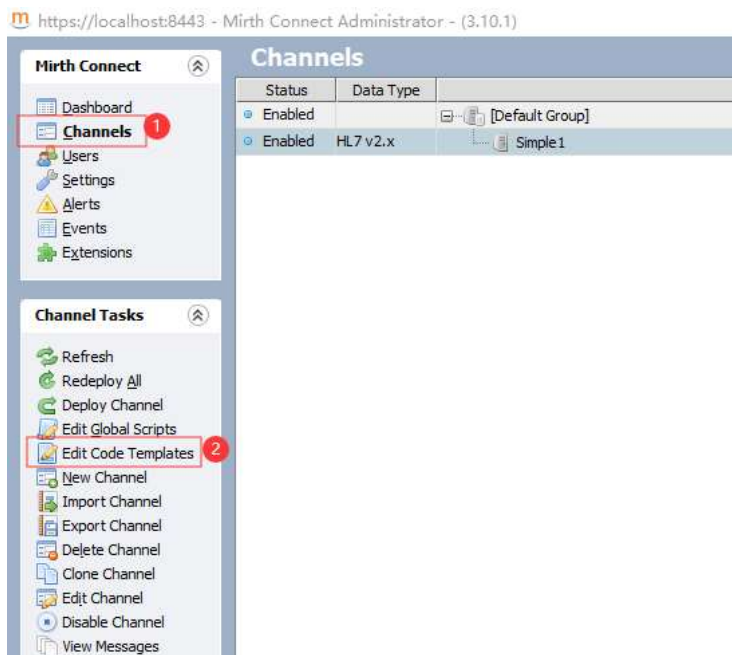 https://localhost:8443 - Mirth Connect Administrator - (3.10.1)
Mirth Connect
Dashboard
Channels 1
Users
Settings
Alerts
Events
Extensions
Channel Tasks
Refresh
Redeploy All
Deploy Channel
Edit Global Scripts
Edit Code Templates 2
New Channel
Import Channel
Export Channel
Delete Channel
Clone Channel
Edit Channel
Disable Channel
View Messages
Channels
Status Data Type
Enabled [Default Group]
Enabled HL7 v2.x Simple1